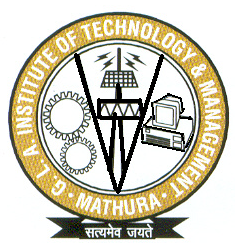 G. L. A INSTITUTE OF TECHNOLOGY & MANAGEMENT
· MATHURA ·
सत्यमेव जयते